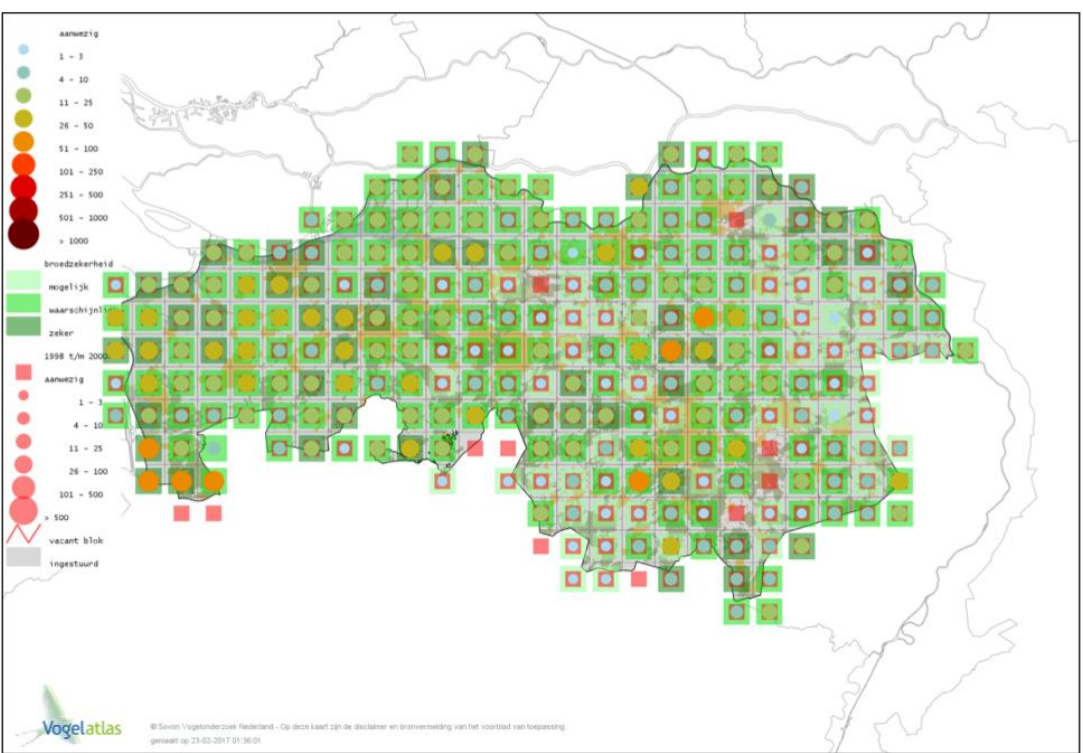 aanwezig
1 - 3
4 - 10
11 - 25
26 - 50
51 - 100
101 - 250
251 - 500
501 - 1000
> 1000
broedzekerheid
mogelijk
waarschijnlij
zeker
1998 t/m 2000
aanwezig
1 - 3
4 - 10
11 - 25
26 - 100
101 - 500
> 500
vacant blok
ingestuurd
Vogelatlas
© Sovon Vogelonderzoek Nederland - Op deze kaart zijn de disclaimer en bronvermelding van het voorblad van toepassing.
gemaakt op 23-02-2017 01:36:01